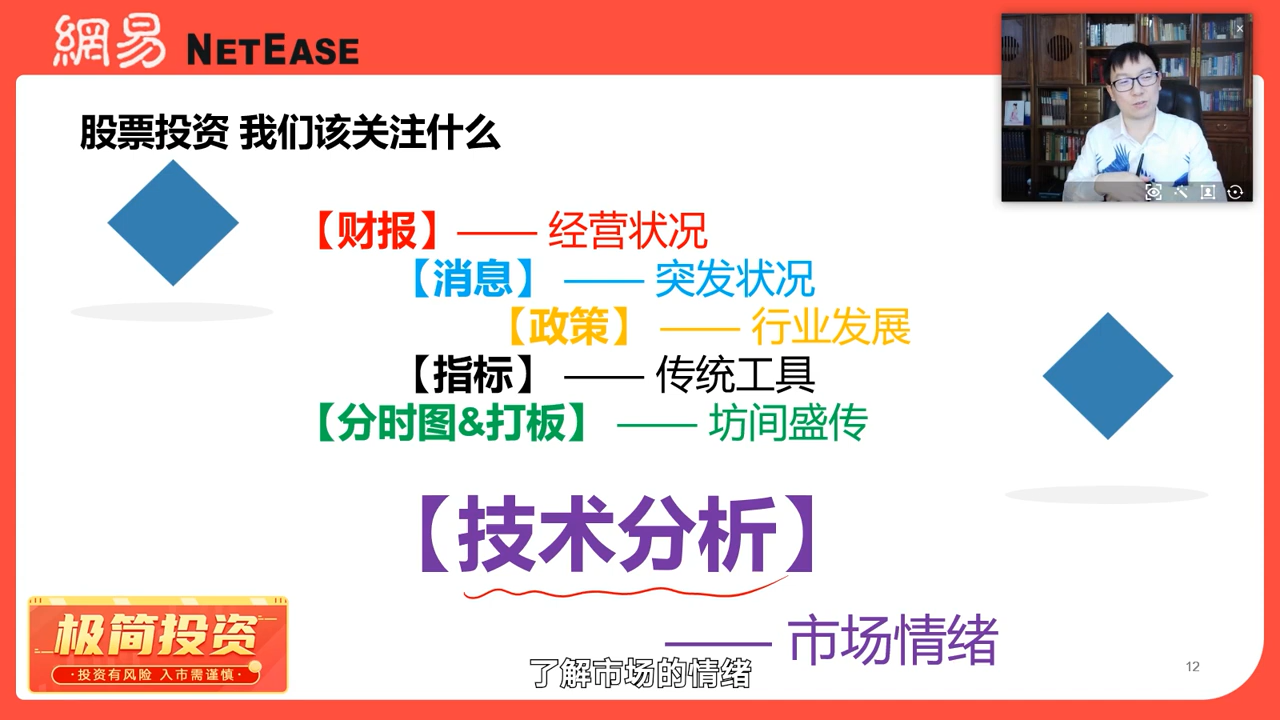 網易 NETEASE
股票投资 我们该关注什么
【财报】—— 经营状况
【消息】 —— 突发状况
【政策】 —— 行业发展
【指标】 —— 传统工具
【分时图&打板】 —— 坊间盛传
【技术分析】
—— 市场情绪
极简投资
·投资有风险 入市需谨慎·
了解市场的情绪
12